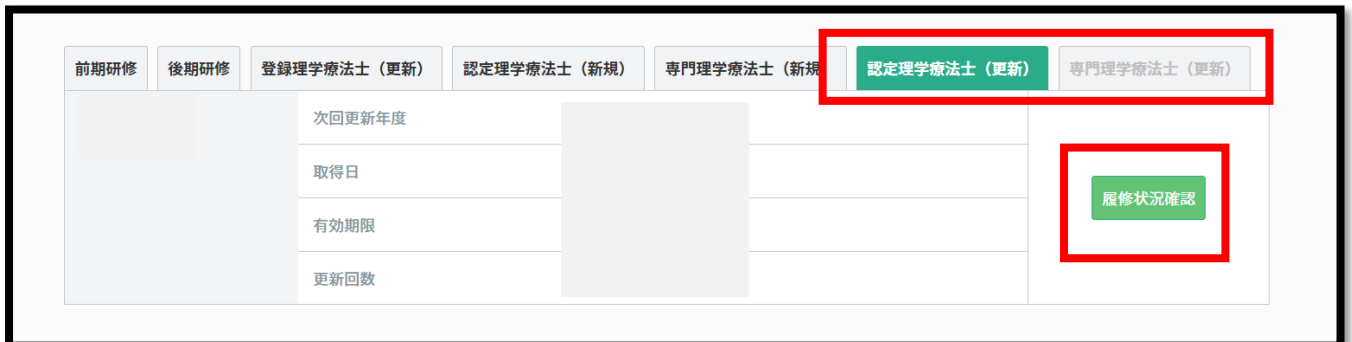 前期研修 後期研修 登録理学療法士（更新） 認定理学療法士（新規） 専門理学療法士（新規 認定理学療法士（更新） 専門理学療法士（更新）
次回更新年度
取得日
履修状況確認
有効期限
更新回数